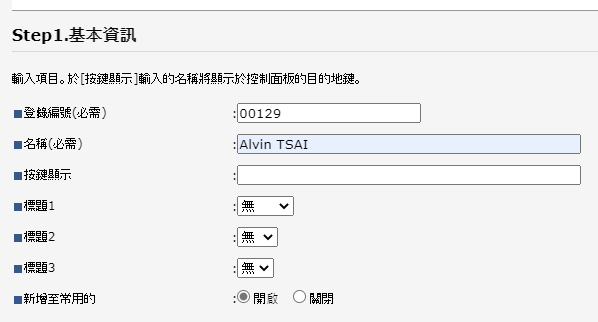 Step1.基本資訊
輸入項目。於[按鍵顯示]輸入的名稱將顯示於控制面板的目的地鍵。
■登錄編號(必需) :00129
■名稱(必需) :Alvin TSAI
■按鍵顯示 :
■標題1 :無
■標題2 :無
■標題3 :無
■新增至常用的 :開啟 關閉